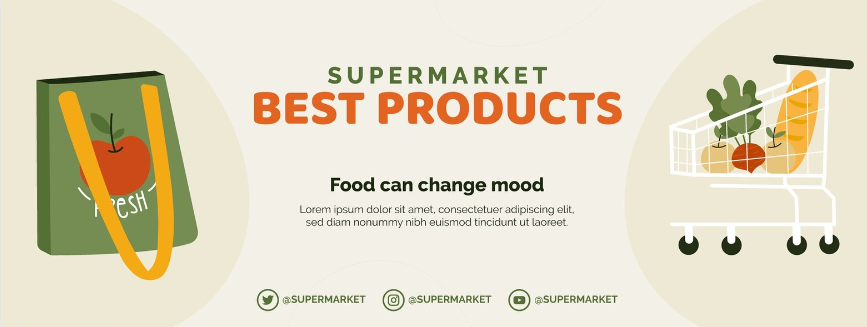 SUPERMARKET
BEST PRODUCTS
FRESH
Food can change mood
Lorem ipsum dolor sit amet, consectetuer adipiscing elit,
sed diam nonummy nibh euismod tincidunt ut laoreet.
@SUPERMARKET @SUPERMARKET @SUPERMARKET